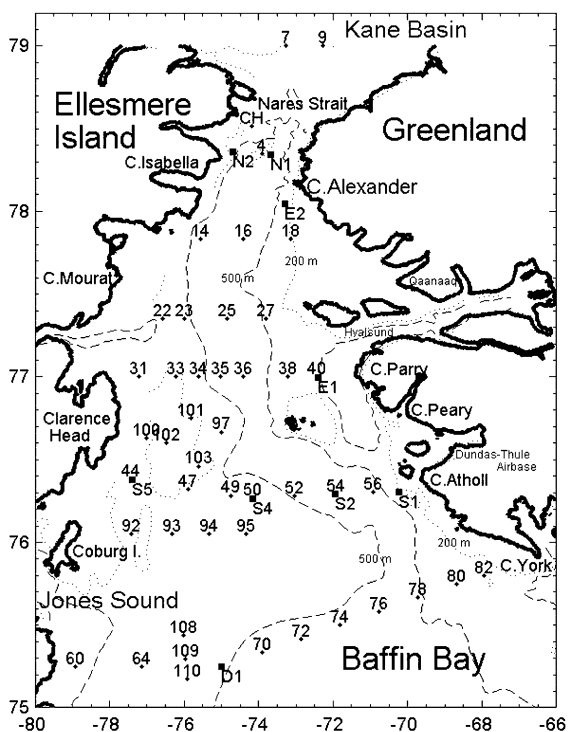 79
7 9 Kane Basin
Ellesmere
Island
Nares Strait
CH
Greenland
C.Isabella
4
N2 N1
C.Alexander
78
E2
14 16 18
200 m
C.Mourat
500 m
Qaanaaq
22 23 25 27
Hyalsund
77
31 33 34 35 36 38 40
C.Parry
E1
Clarence
Head
101
C.Peary
100 102 97
103
Dundas-Thule
Airbase
44
S5
47 49 50 52 54 56
C.Atholl
S4 S2 S1
76
92 93 94 95
Coburg I.
200 m
500 m
C.York
80 82
Jones Sound
78
76
74
108
72
70
60 64 109
110
D1
Baffin Bay
75
-80 -78 -76 -74 -72 -70 -68 -66